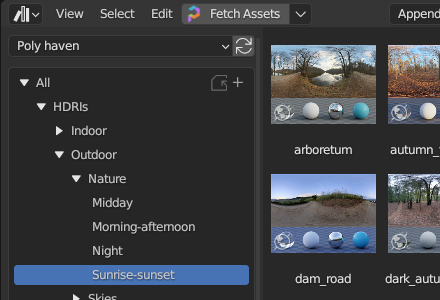 View Select Edit Fetch Assets Append
Poly haven
All
HDRIs
Indoor
Outdoor
Nature
Midday
Morning-afternoon
Night
Sunrise-sunset
Skies
arboretum autumn_
dam_road dark_autu